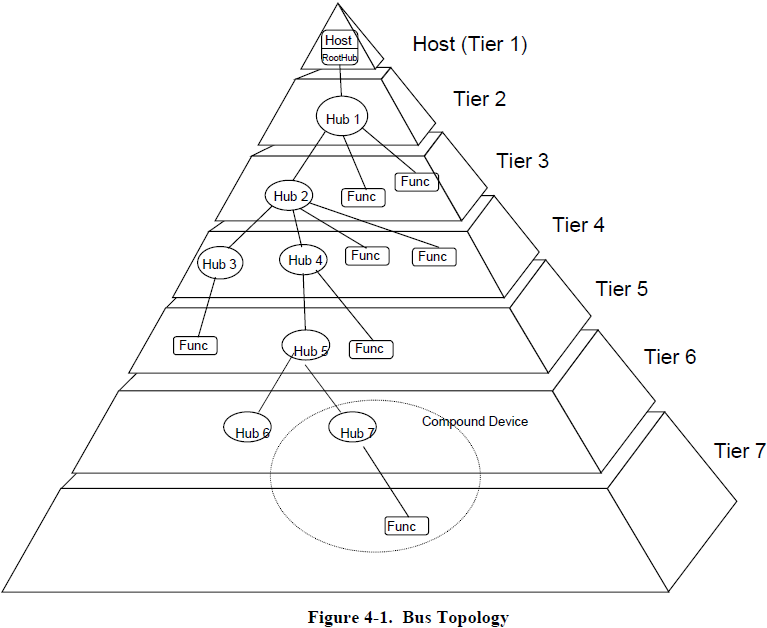 Host
RootHub
Host (Tier 1)
Hub 1
Tier 2
Hub 2
Func
Func
Tier 3
Hub 3
Hub 4
Func
Func
Tier 4
Func
Hub 5
Func
Tier 5
Hub 6
Hub 7
Compound Device
Tier 6
Func
Tier 7
Figure 4-1. Bus Topology